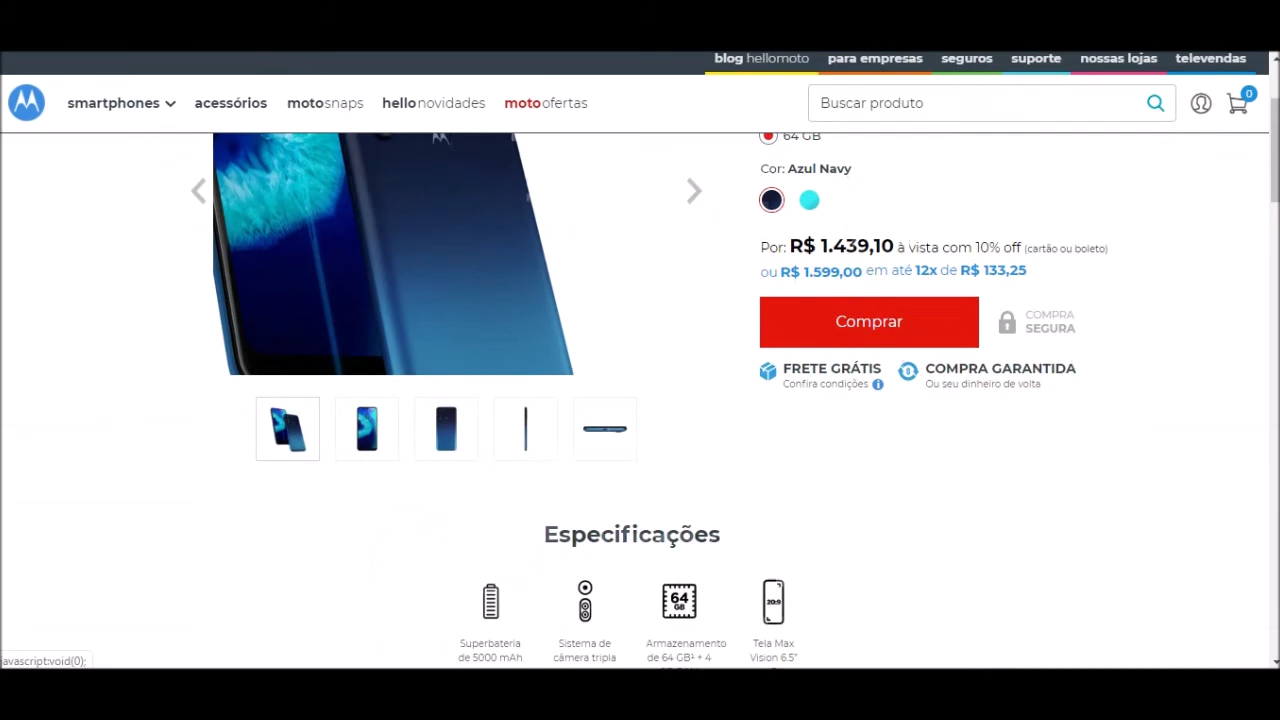 blog hellomoto para empresas seguros suporte nossas lojas televendas
smartphones acessórios motosnaps hellonovidades motoofertas Buscar produto 0
64 GB
Cor: Azul Navy
Por: R$ 1.439,10 à vista com 10% off (cartão ou boleto)
ou R$ 1.599,00 em até 12x de R$ 133,25
Comprar
COMPRA
SEGURA
FRETE GRÁTIS
Confira condições i
COMPRA GARANTIDA
Ou seu dinheiro de volta
Especificações
64
GB
20:9
Superbateria
de 5000 mAh
Sistema de
câmera tripla
Armazenamento
de 64 GB¹ + 4
Tela Max
Vision 6.5"
javascript:void(0);